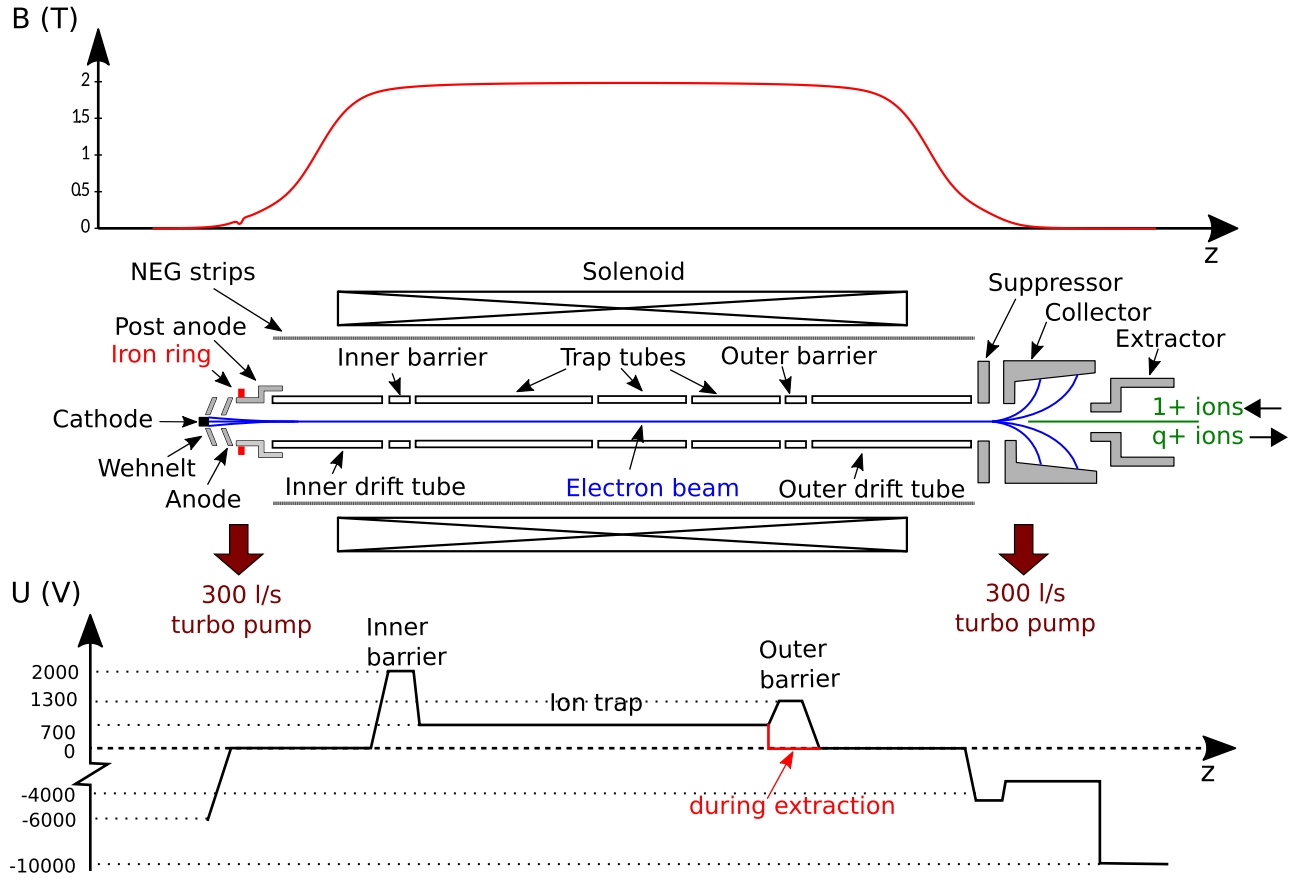 B (T)
2
1.5
1
0.5
0
z
NEG strips
Solenoid
Suppressor
Collector
Extractor
Post anode
Iron ring
Inner barrier
Trap tubes
Outer barrier
Cathode
1+ ions
q+ ions
Wehnelt
Anode
Inner drift tube
Electron beam
Outer drift tube
300 l/s
turbo pump
300 l/s
turbo pump
U (V)
Inner
barrier
Outer
barrier
2000
1300
Ion trap
700
0
z
-4000
during extraction
-6000
-10000